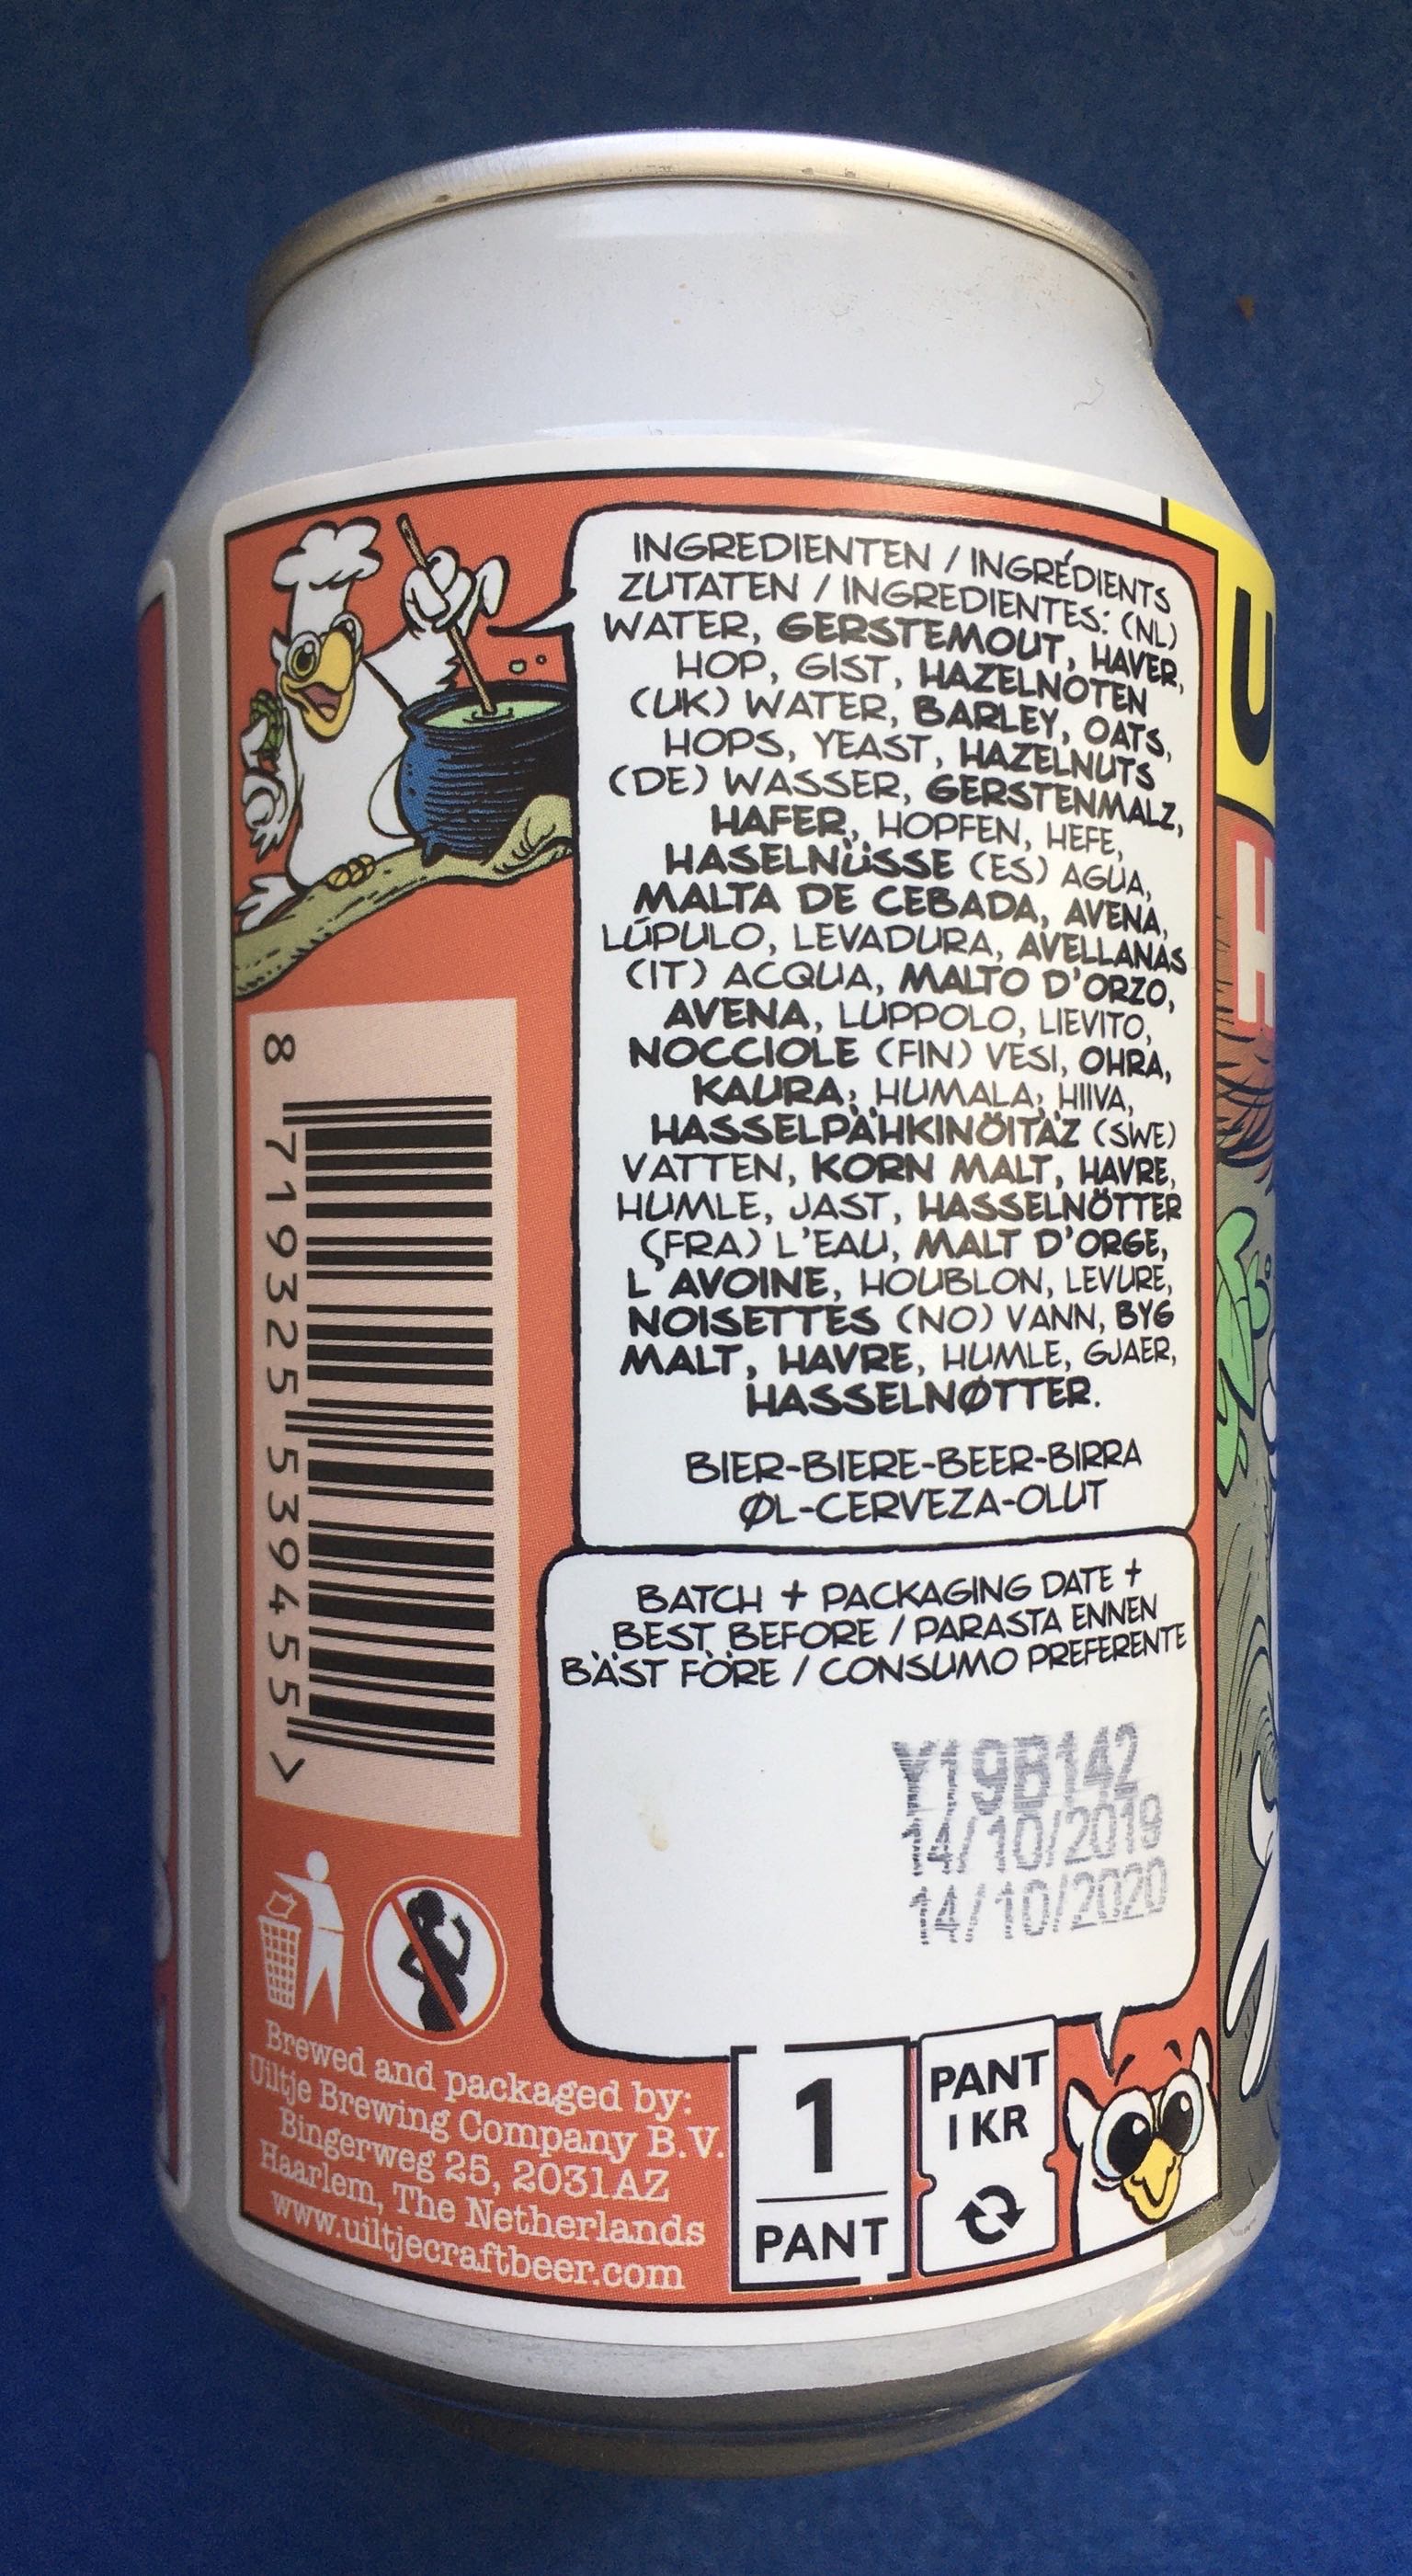 INGREDIENTEN / INGRÉDIENTS
ZUTATEN / INGREDIENTES: (NL)
WATER, GERSTEMOUT, HAVER,
HOP, GIST, HAZELNOTEN
(UK) WATER, BARLEY, OATS,
HOPS, YEAST, HAZELNUTS
(DE) WASSER, GERSTENMALZ,
HAFER, HOPFEN, HEFE,
HASELNÜSSE (ES) AGUA,
MALTA DE CEBADA, AVENA,
LÚPULO, LEVADURA, AVELLANAS
(IT) ACQUA, MALTO D'ORZO,
AVENA, LUPPOLO, LIEVITO,
NOCCIOLE (FIN) VESI, OHRA,
KAURA, HUMALA, HIIVA,
HASSELPÄHKINÖITÄZ (SWE)
VATTEN, KORN MALT, HAVRE,
HUMLE, JAST, HASSELNÖTTER
(FRA) L'EAU, MALT D'ORGE,
L'AVOINE, HOUBLON, LEVURE,
NOISETTES (NO) VANN, BYG
MALT, HAVRE, HUMLE, GJAER,
HASSELNØTTER.
BIER-BIERE-BEER-BIRRA
ØL-CERVEZA-OLUT
BATCH + PACKAGING DATE +
BEST BEFORE / PARASTA ENNEN
BÄST FÖRE / CONSUMO PREFERENTE
Y19B142
14/10/2019
14/10/2020
8 719325 539455 >
Brewed and packaged by:
Uiltje Brewing Company B.V.
Bingerweg 25, 2031AZ
Haarlem, The Netherlands
www.uiltjecraftbeer.com
1
PANT
PANT
1 KR
U
H